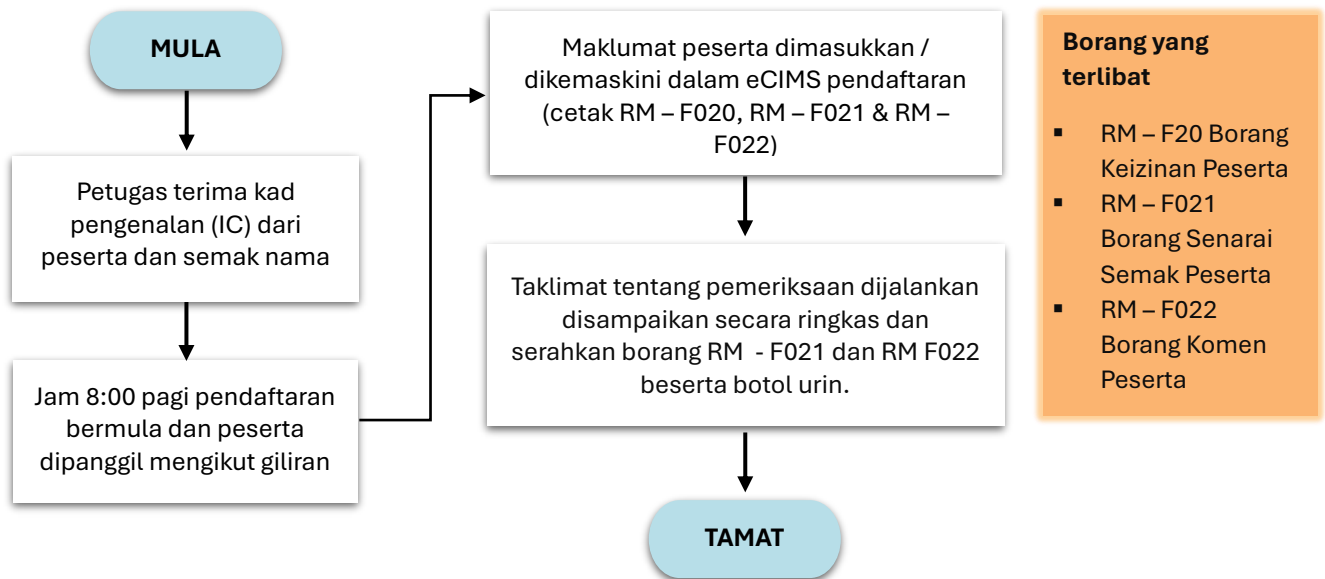 MULA
Petugas terima kad
pengenalan (IC) dari
peserta dan semak nama
Jam 8:00 pagi pendaftaran
bermula dan peserta
dipanggil mengikut giliran
Maklumat peserta dimasukkan /
dikemaskini dalam eCIMS pendaftaran
(cetak RM – F020, RM – F021 & RM –
F022)
Taklimat tentang pemeriksaan dijalankan
disampaikan secara ringkas dan
serahkan borang RM - F021 dan RM F022
beserta botol urin.
TAMAT
Borang yang
terlibat
▪ RM – F20 Borang
Keizinan Peserta
▪ RM – F021
Borang Senarai
Semak Peserta
▪ RM – F022
Borang Komen
Peserta